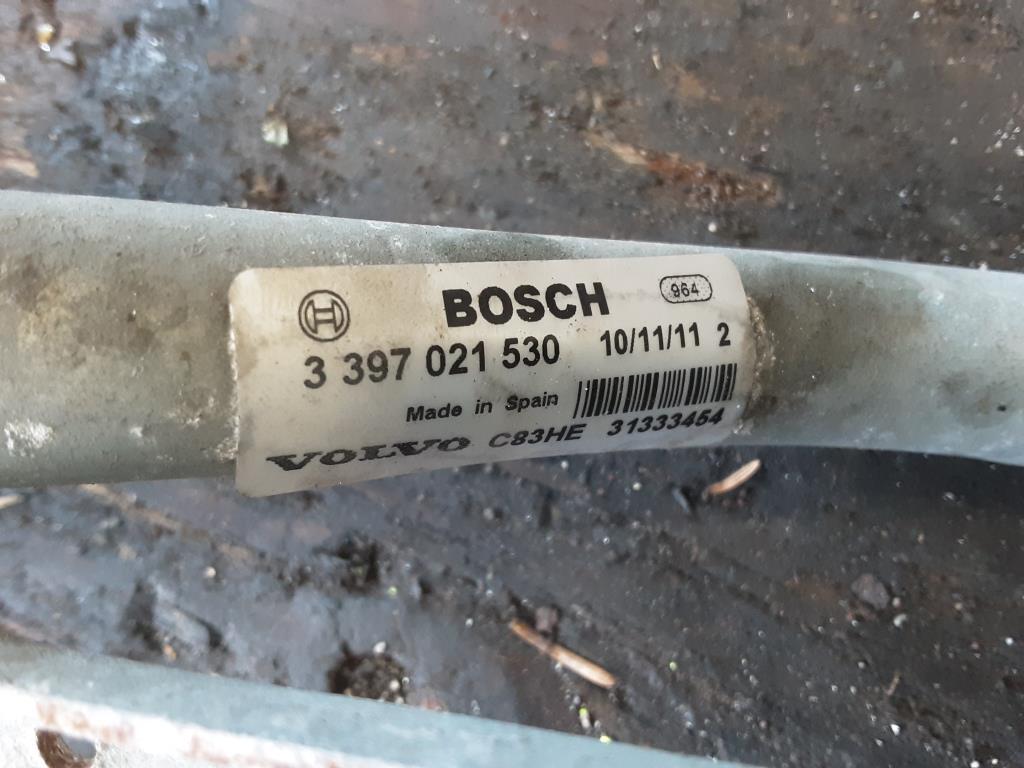 BOSCH 964
3 397 021 530 10/11/11 2
Made in Spain
VOLVO C83HE 31333454